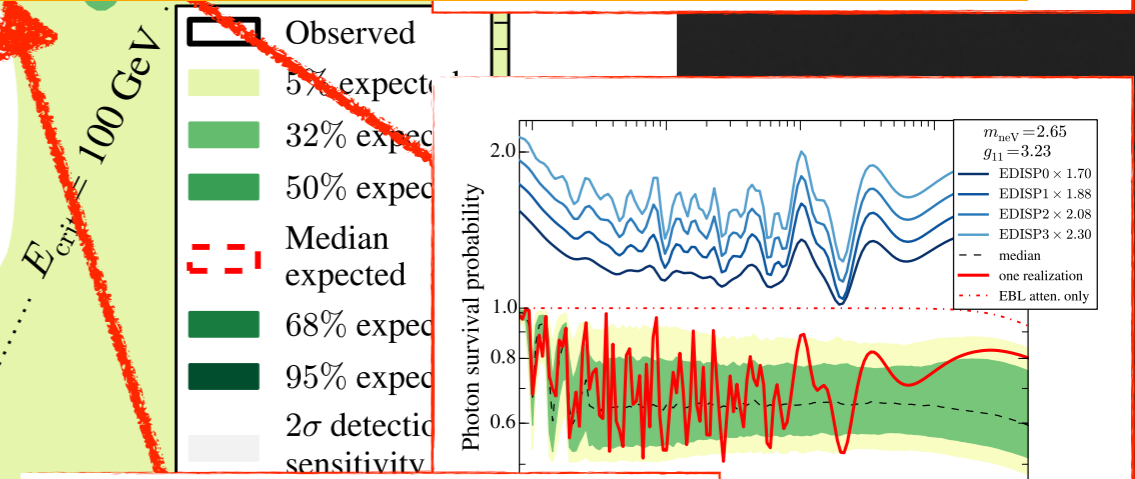 E_crit = 100 GeV
Observed
5% expected
32% expec
50% expec
Median
expected
68% expec
95% expec
2σ detectio
sensitivity
Photon survival probability
2.0
1.0
0.8
0.6
m_neV=2.65
g_11=3.23
EDISP0 × 1.70
EDISP1 × 1.88
EDISP2 × 2.08
EDISP3 × 2.30
median
one realization
EBL atten. only